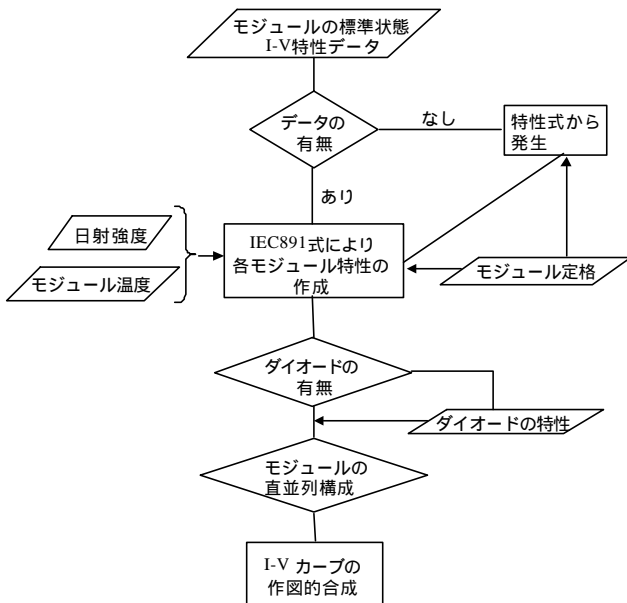 モジュールの標準状態
I-V特性データ
データの
有無
なし
特性式から
発生
あり
日射強度
モジュール温度
IEC891式により
各モジュール特性の
作成
モジュール定格
ダイオードの
有無
ダイオードの特性
モジュールの
直並列構成
I-V カーブの
作図的合成